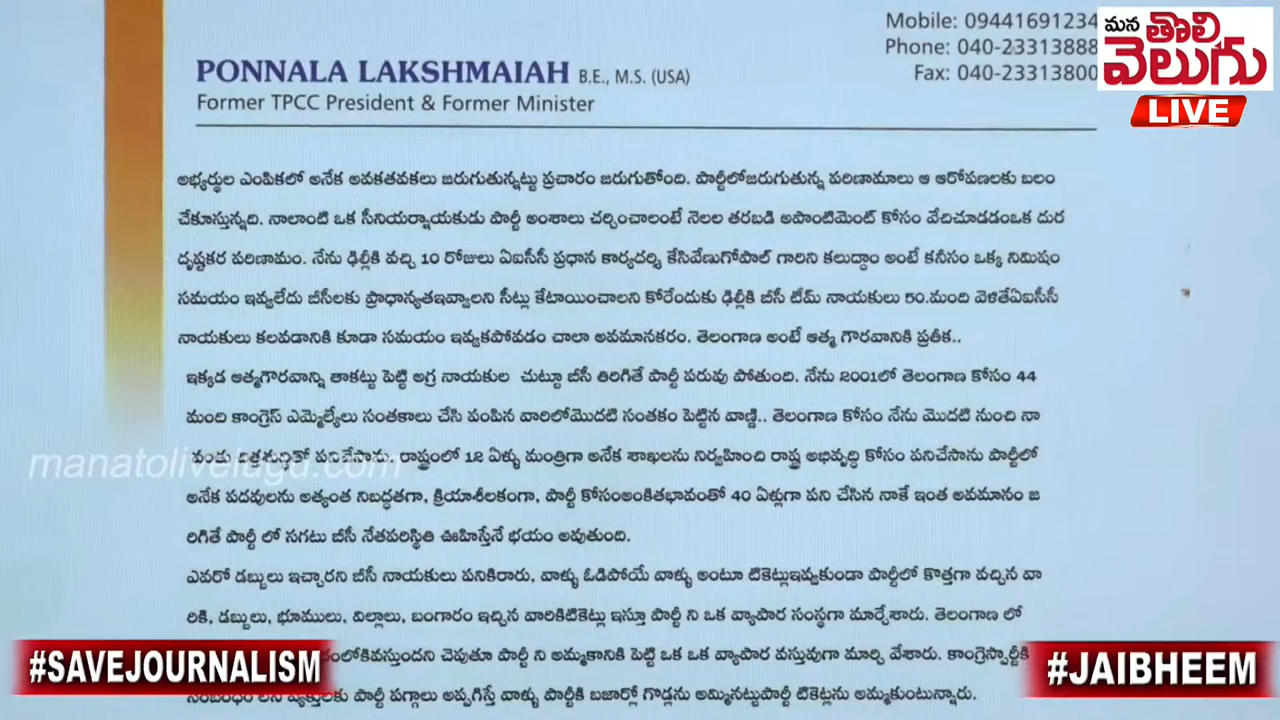 Mobile: 09441691234
Phone: 040-23313888
Fax: 040-23313800
మన తొలి
వెలుగు
LIVE
PONNALA LAKSHMAIAH B.E., M.S. (USA)
Former TPCC President & Former Minister
అభ్యర్థుల ఎంపికలో అనేక అవకతవకలు జరుగుతున్నట్టు ప్రచారం జరుగుతోంది. పార్టీలోజరుగుతున్న పరిణామాలు ఆ ఆరోపణలకు బలం
చేకూస్తున్నది. నాలాంటి ఒక సీనియర్నాయకుడు పార్టీ అంశాలు చర్చించాలంటే నెలల తరబడి అపాంటిమెంట్ కోసం వేచిచూడడంఒక దుర
దృష్టకర పరిణామం. నేను ఢిల్లీకి వచ్చి 10 రోజులు ఏఐసీసీ ప్రధాన కార్యదర్శి కేసివేణుగోపాల్ గారిని కలుద్దాం అంటే కనీసం ఒక్క నిమిషం
సమయం ఇవ్వలేదు బీసీలకు ప్రాధాన్యతఇవ్వాలని సీట్లు కేటాయించాలని కోరేందుకు ఢిల్లీకి బీసీ టీమ్ నాయకులు 50.మంది వెళితేఏఐసీసీ
నాయకులు కలవడానికి కూడా సమయం ఇవ్వకపోవడం చాలా అవమానకరం. తెలంగాణ అంటే ఆత్మ గౌరవానికి ప్రతీక..
ఇక్కడ ఆత్మగౌరవాన్ని తాకట్టు పెట్టి అగ్ర నాయకుల చుట్టూ బీసీ తిరిగితే పార్టీ పరువు పోతుంది. నేను 2001లో తెలంగాణ కోసం 44
మంది కాంగ్రెస్ ఎమ్మెల్యేలు సంతకాలు చేసి పంపిన వారిలోమొదటి సంతకం పెట్టిన వాణ్ణి.. తెలంగాణ కోసం నేను మొదటి నుంచి నా
వంతు పనిచేసాను రాష్ట్రంలో 12 ఏళ్ళు మంత్రిగా అనేక శాఖలను నిర్వహించి రాష్ట్ర అభివృద్ధి కోసం పనిచేసాను పార్టీలో
manatolivelugu.com
అనేక పదవులను అత్యంత నిబద్ధతగా, క్రియాశీలకంగా, పార్టీ కోసంఅంకితభావంతో 40 ఏళ్లుగా పని చేసిన నాకే ఇంత అవమానం జ
రిగితే పార్టీ లో సగటు బీసీ నేతపరిస్థితి ఊహిస్తేనే భయం అవుతుంది.
ఎవరో డబ్బులు ఇచ్చారని బీసీ నాయకులు పనికిరారు, వాళ్ళు ఓడిపోయే వాళ్ళు అంటూ టికెట్లుఇవ్వకుండా పార్టీలో కొత్తగా వచ్చిన వా
రికి, డబ్బులు, భూములు, విల్లాలు, బంగారం ఇచ్చిన వారికిటికెట్లు ఇస్తూ పార్టీ ని ఒక వ్యాపార సంస్థగా మార్చేశారు. తెలంగాణ లో
చెపుతూ పార్టీ ని అమ్మకానికి పెట్టి ఒక ఒక వ్యాపార వస్తువుగా మార్చి వేశారు. కాంగ్రెస్పార్టీకి
పార్టీ పగ్గాలు అప్పగిస్తే వాళ్ళు పార్టీకి బజార్లో గొడ్లను అమ్మినట్టుపార్టీ టికెట్లను అమ్మకుంటున్నారు.
#SAVEJOURNALISM
#JAIBHEEM